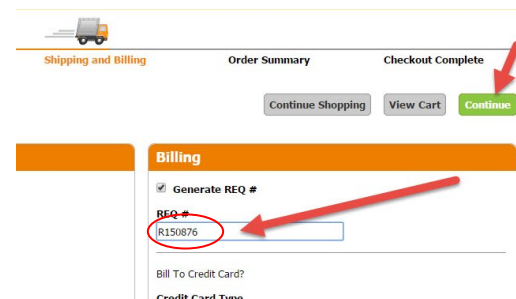 Shipping and Billing Order Summary Checkout Complete
Continue Shopping View Cart Continue
Billing
Generate REQ #
REQ #
R150876
Bill To Credit Card?
Credit Card Type